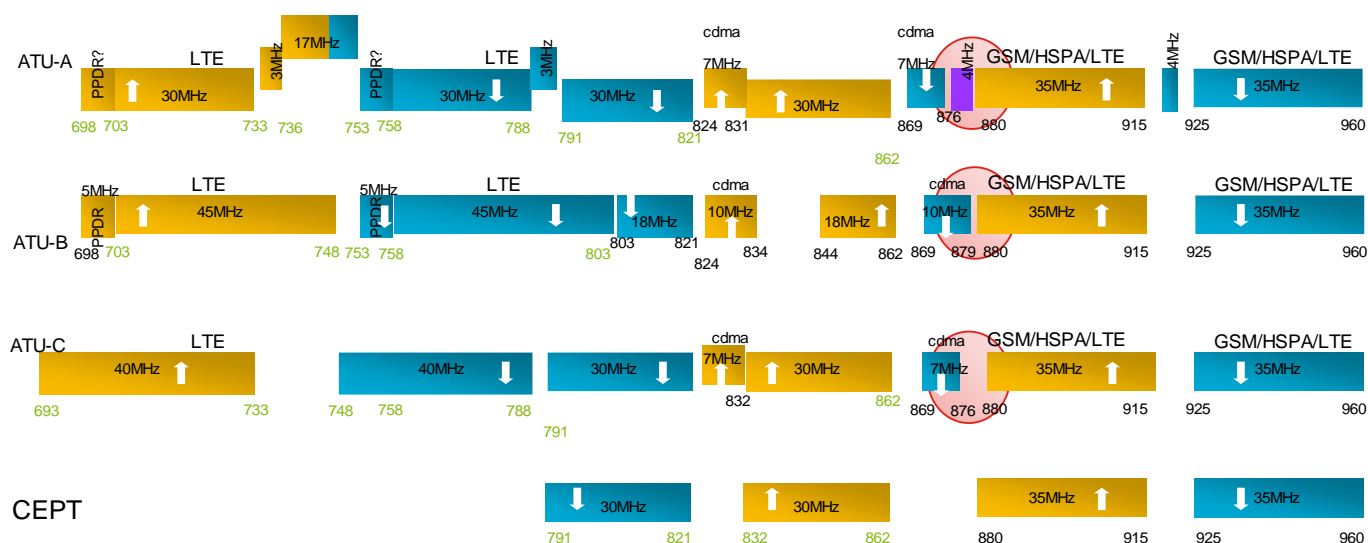 cdma cdma
17MHz
ATU-A PPDR? LTE 3MHz PPDR? LTE 3MHz 7MHz 7MHz 4MHz GSM/HSPA/LTE 4MHz GSM/HSPA/LTE
30MHz 30MHz 30MHz 30MHz 35MHz 35MHz
698 703 733 736 753 758 788 791 821 824 831 862 869 876 880 915 925 960
5MHz LTE 5MHz LTE cdma cdma GSM/HSPA/LTE GSM/HSPA/LTE
ATU-B PPDR 45MHz PPDR 45MHz 18MHz 10MHz 18MHz 10MHz 35MHz 35MHz
698 703 748 753 758 803 803 821 824 834 844 862 869 879 880 915 925 960
ATU-C LTE cdma cdma GSM/HSPA/LTE GSM/HSPA/LTE
40MHz 40MHz 30MHz 7MHz 30MHz 7MHz 35MHz 35MHz
693 733 748 758 788 791 832 862 869 876 880 915 925 960
CEPT 30MHz 30MHz 35MHz 35MHz
791 821 832 862 880 915 925 960